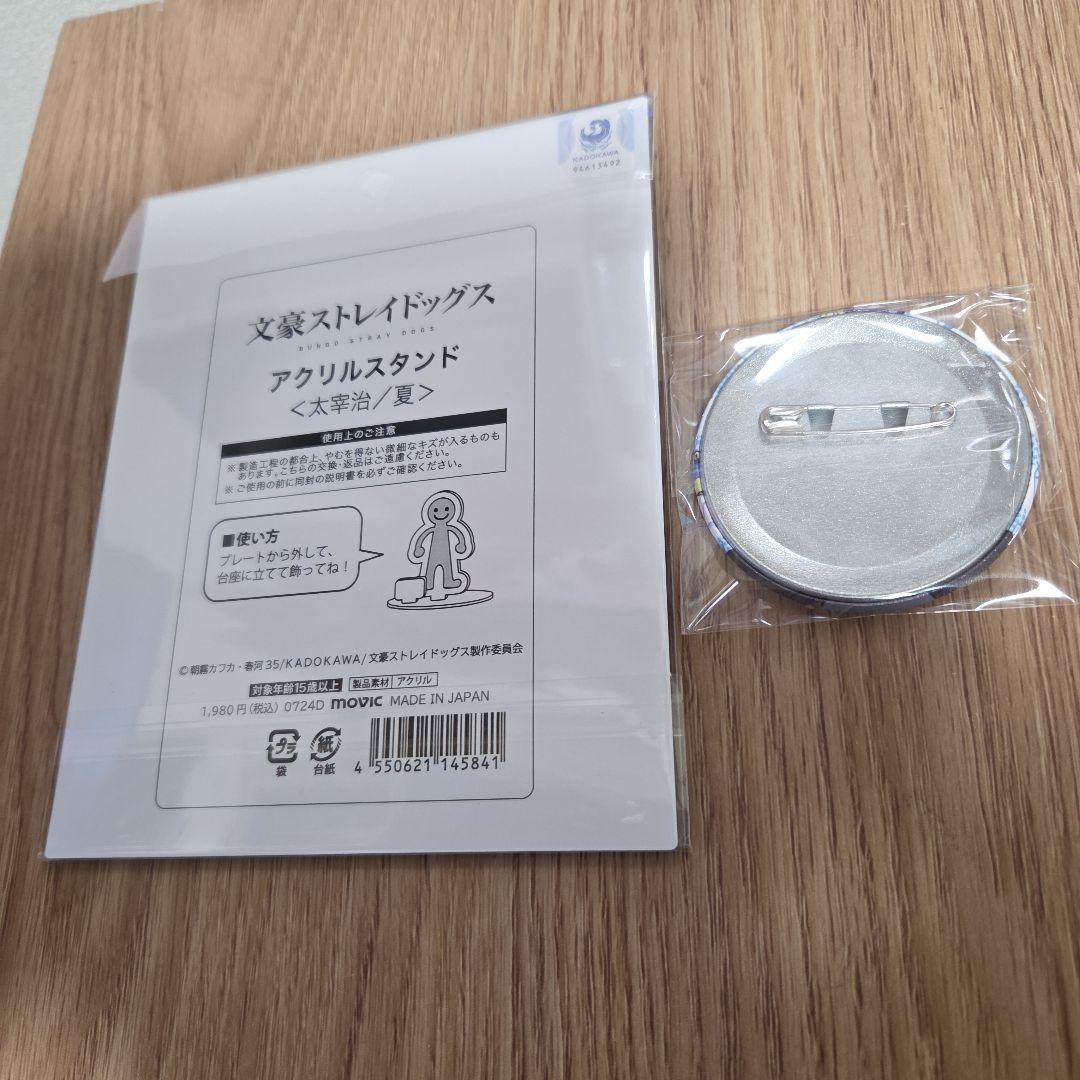 KADOKAWA
94613492
文豪ストレイドッグス
BUNGO STRAY DOGS
アクリルスタンド
＜太宰治／夏＞
使用上のご注意
※製造工程の都合上、やむを得ない微細なキズが入るものも
あります。こちらの交換・返品はご遠慮ください。
※ご使用の前に同封の説明書を必ずご確認ください。
■使い方
プレートから外して、
台座に立てて飾ってね！
©朝霧カフカ・春河35/KADOKAWA/文豪ストレイドッグス製作委員会
対象年齢15歳以上 製品素材 アクリル
1,980円(税込) 0724D movic MADE IN JAPAN
プラ 紙
袋 台紙
4 550621 145841